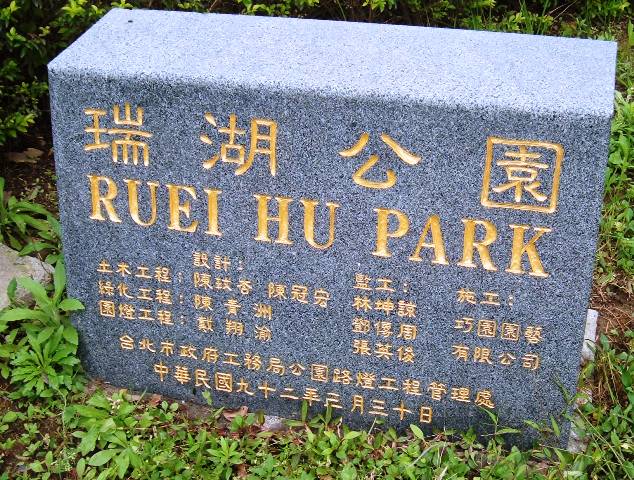 瑞湖公園
RUEI HU PARK
設計: 監工: 施工:
土木工程:陳玟杏 陳冠宏 林坤諒 巧園園藝
綠化工程:陳青洲 鄧傳周 有限公司
園燈工程:戴翔渝 張英俊
台北市政府工務局公園路燈工程管理處
中華民國九十二年三月三十日